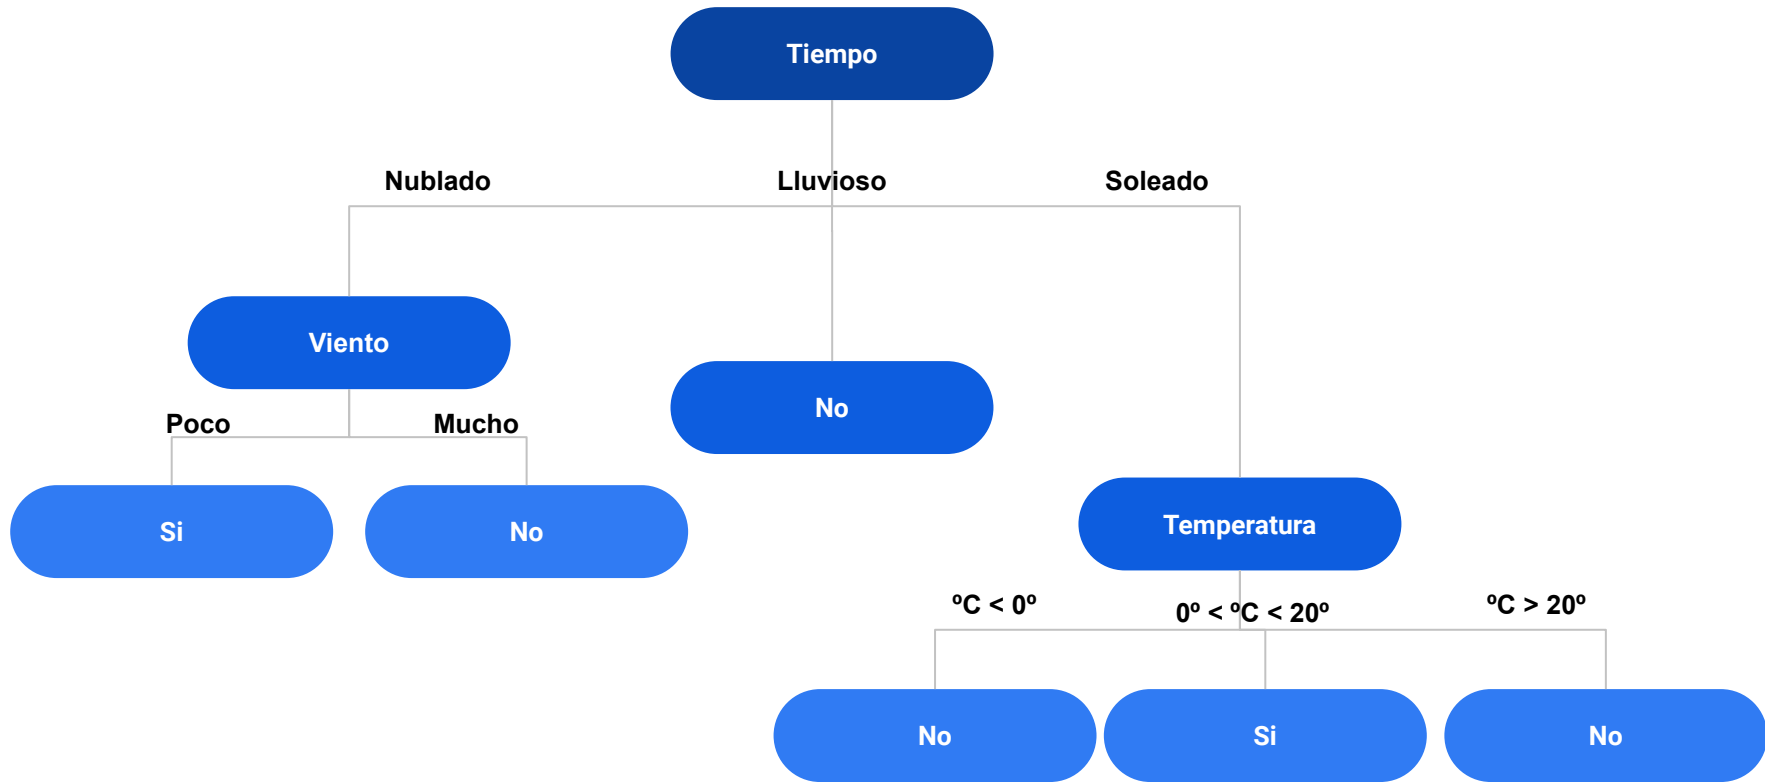 Tiempo
Nublado
Lluvioso
Soleado
Viento
No
Poco
Mucho
Si
No
Temperatura
ºC < 0º
0º < ºC < 20º
ºC > 20º
No
Si
No